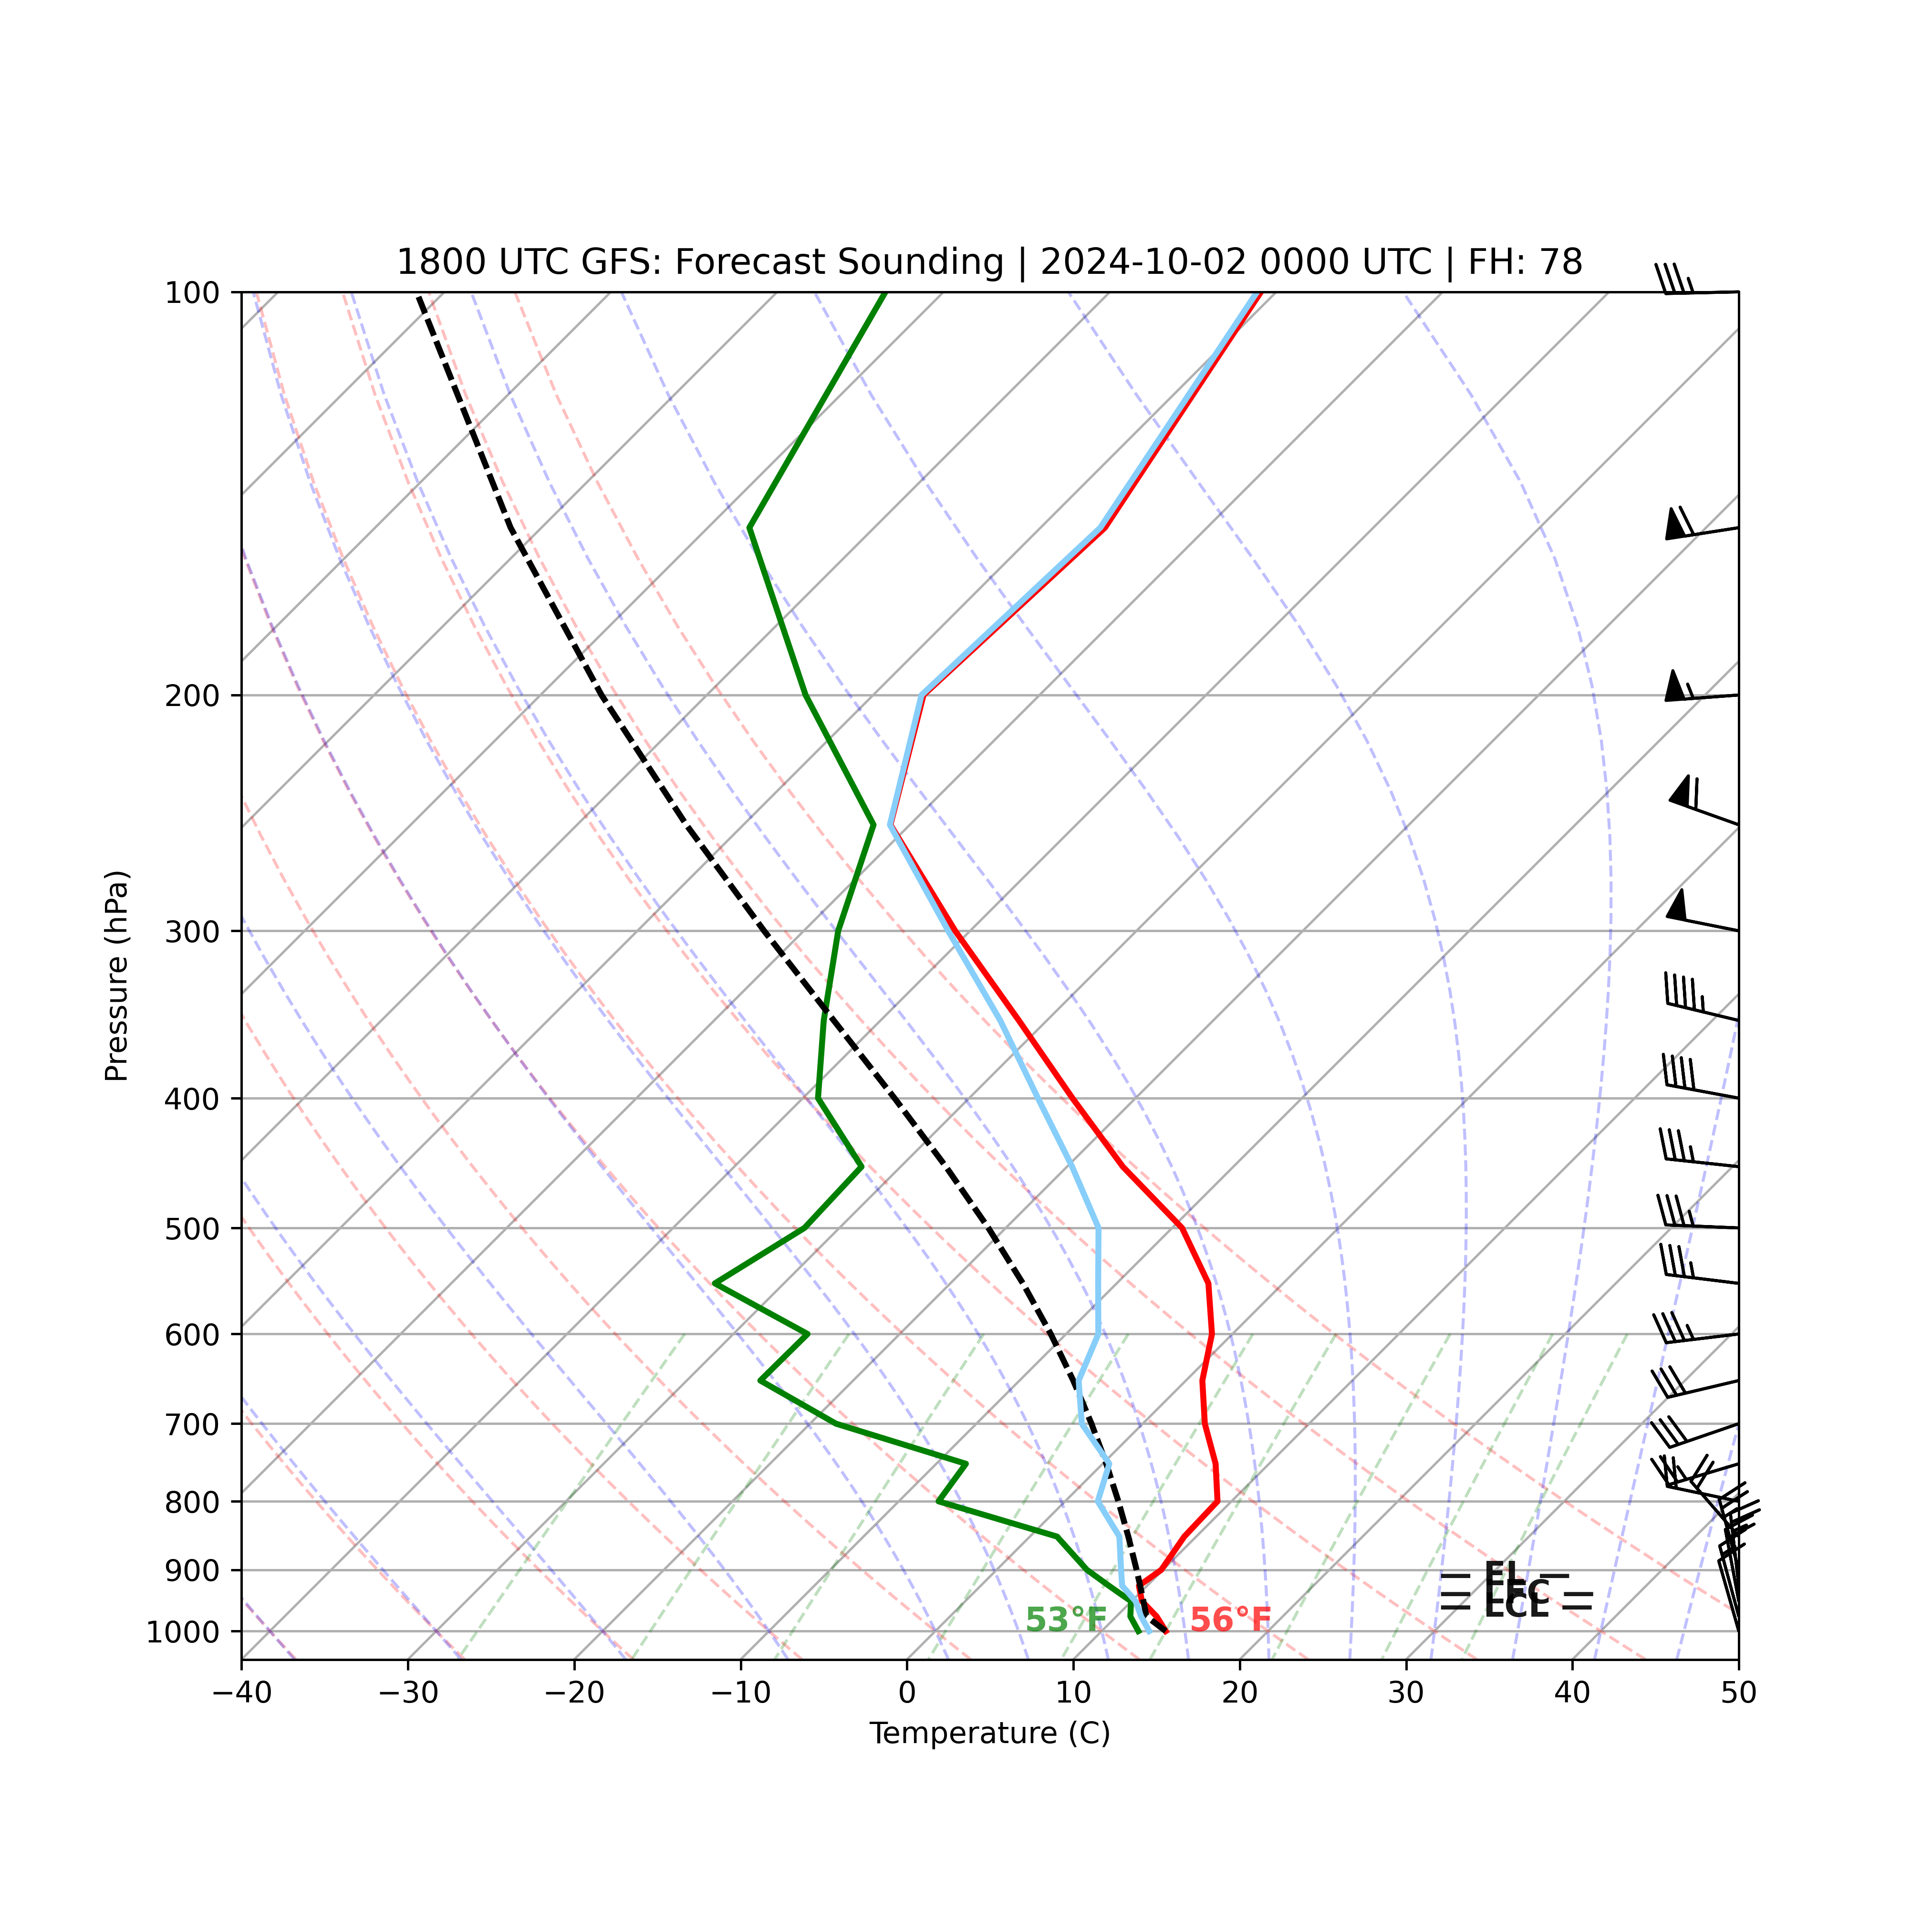 1800 UTC GFS: Forecast Sounding | 2024-10-02 0000 UTC | FH: 78
100
200
300
400
500
600
700
800
900
1000
Pressure (hPa)
— EL —
— LFC —
— LCL —
53°F
56°F
−40 −30 −20 −10 0 10 20 30 40 50
Temperature (C)